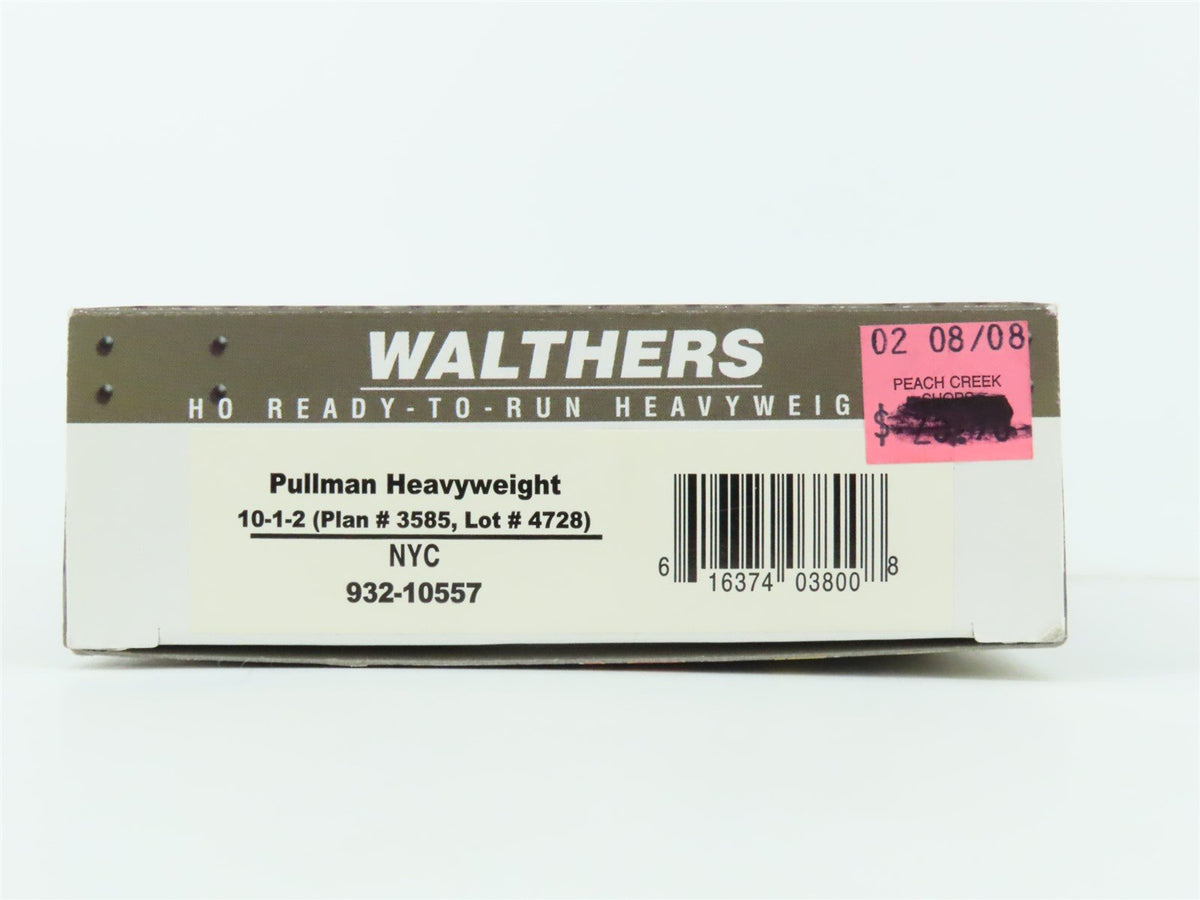 WALTHERS
HO READY-TO-RUN HEAVYWEIG
02 08/08
PEACH CREEK
SHOPS
$
Pullman Heavyweight
10-1-2 (Plan # 3585, Lot # 4728)
NYC
932-10557
6 16374 03800 8